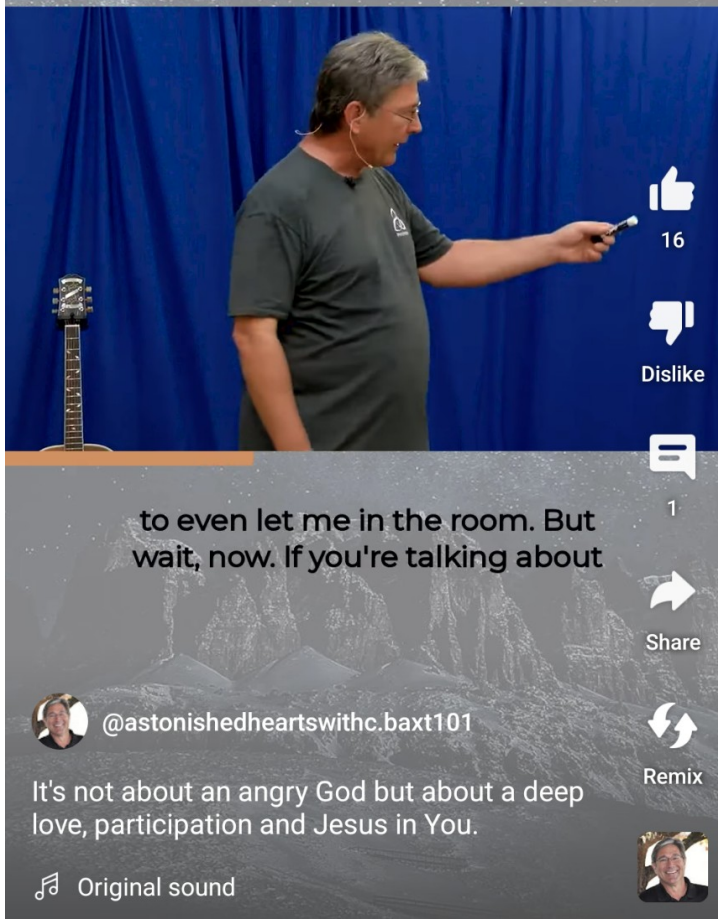 16
Dislike
to even let me in the room. But
wait, now. If you're talking about
1
Share
@astonishedheartswithc.baxt101
Remix
It's not about an angry God but about a deep
love, participation and Jesus in You.
Original sound